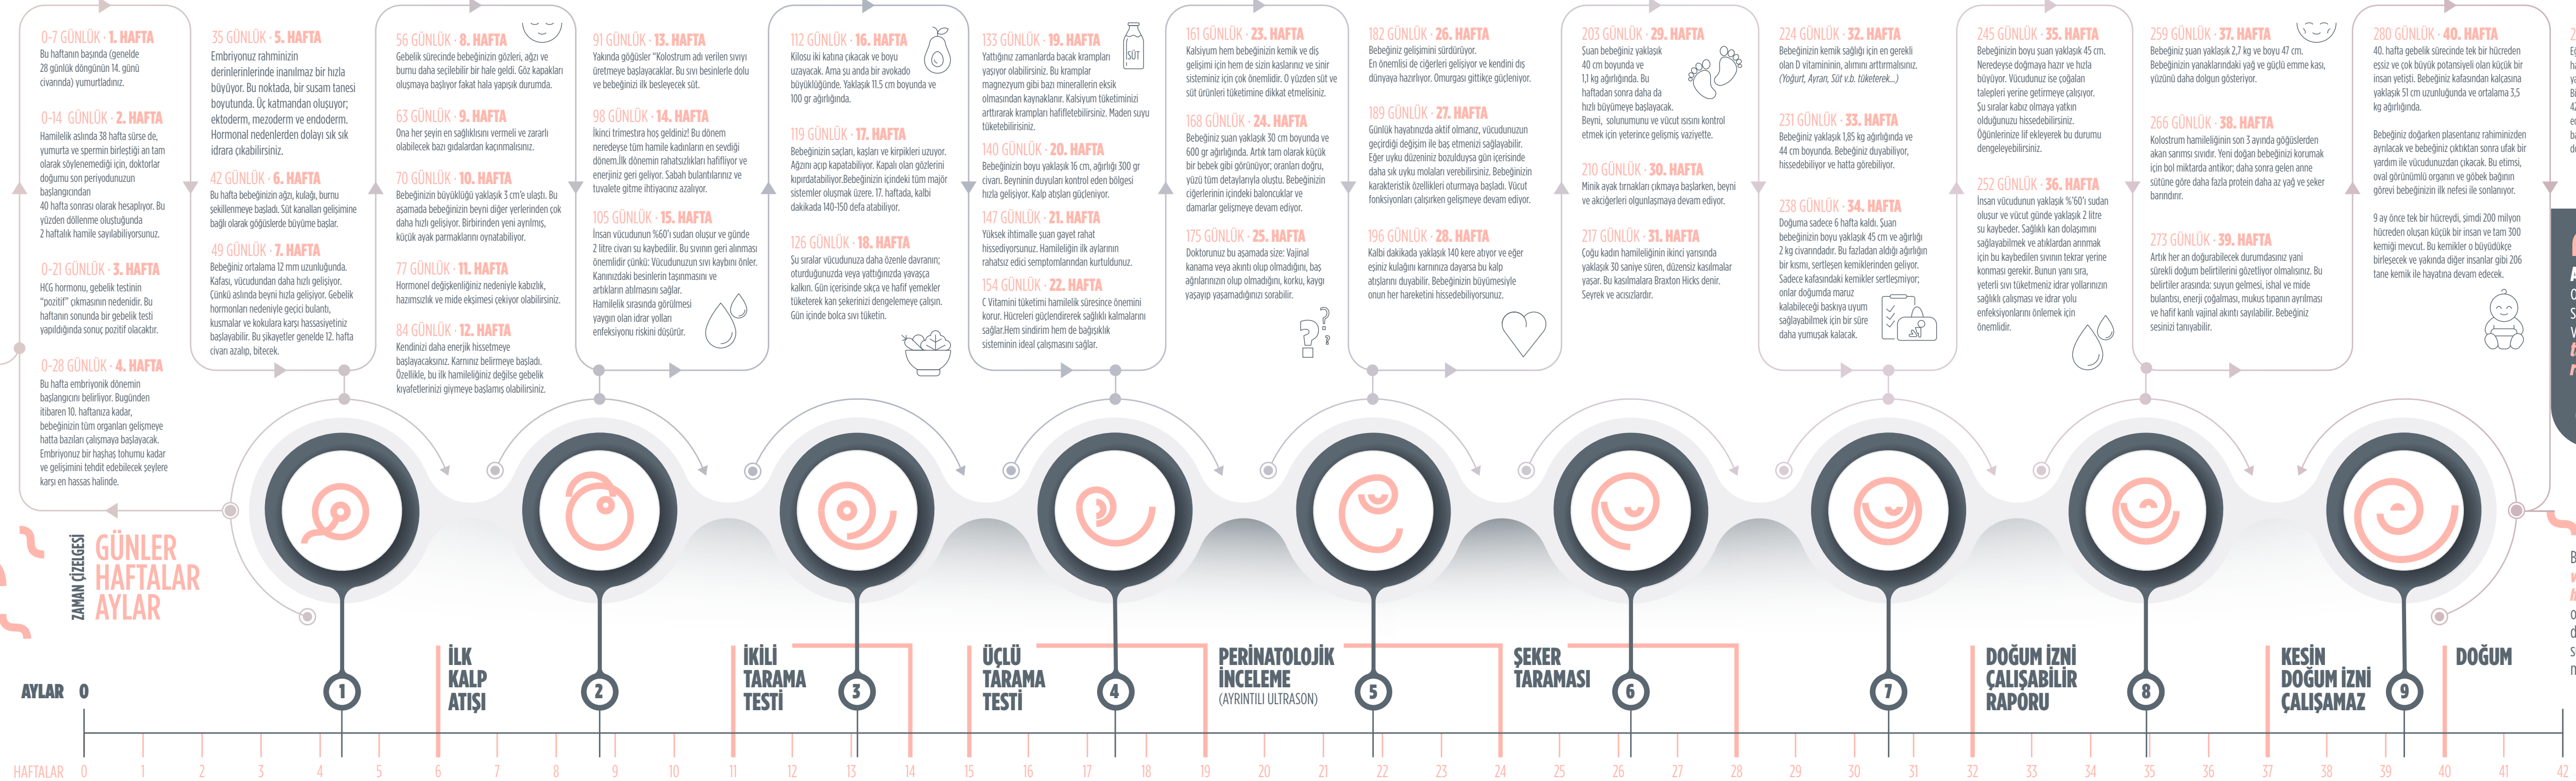 0-7 GÜNLÜK · 1. HAFTA
Bu haftanın başında (genelde
28 günlük döngünün 14. günü
civarında) yumurtladınız.
0-14 GÜNLÜK · 2. HAFTA
Hamilelik aslında 38 hafta sürse de,
yumurta ve spermin birleştiği an tam
olarak söylenemediği için, doktorlar
doğumu son periyodunuzun
başlangıcından
40 hafta sonrası olarak hesaplıyor. Bu
yüzden döllenme oluştuğunda
2 haftalık hamile sayılabiliyorsunuz.
0-21 GÜNLÜK · 3. HAFTA
HCG hormonu, gebelik testinin
“pozitif” çıkmasının nedenidir. Bu
haftanın sonunda bir gebelik testi
yapıldığında sonuç pozitif olacaktır.
0-28 GÜNLÜK · 4. HAFTA
Bu hafta embriyonik dönemin
başlangıcını belirliyor. Bugünden
itibaren 10. haftanıza kadar,
bebeğinizin tüm organları gelişmeye
hatta bazıları çalışmaya başlayacak.
Embriyonuz bir haşhaş tohumu kadar
ve gelişimini tehdit edebilecek şeylere
karşı en hassas halinde.
35 GÜNLÜK · 5. HAFTA
Embriyonuz rahminizin
derinlerinlerinde inanılmaz bir hızla
büyüyor. Bu noktada, bir susam tanesi
boyutunda. Üç katmandan oluşuyor;
ektoderm, mezoderm ve endoderm.
Hormonal nedenlerden dolayı sık sık
idrara çıkabilirsiniz.
42 GÜNLÜK · 6. HAFTA
Bu hafta bebeğinizin ağzı, kulağı, burnu
şekillenmeye başladı. Süt kanalları gelişimine
bağlı olarak göğüslerde büyüme başlar.
49 GÜNLÜK · 7. HAFTA
Bebeğiniz ortalama 12 mm uzunluğunda.
Kafası, vücudundan daha hızlı gelişiyor.
Çünkü aslında beyni hızla gelişiyor. Gebelik
hormonları nedeniyle geçici bulantı,
kusmalar ve kokulara karşı hassasiyetiniz
başlayabilir. Bu şikayetler genelde 12. hafta
civarı azalıp, bitecek.
56 GÜNLÜK · 8. HAFTA
Gebelik sürecinde bebeğinizin gözleri, ağzı ve
burnu daha seçilebilir bir hale geldi. Göz kapakları
oluşmaya başlıyor fakat hala yapışık durumda.
63 GÜNLÜK · 9. HAFTA
Ona her şeyin en sağlıklısını vermeli ve zararlı
olabilecek bazı gıdalardan kaçınmalısınız.
70 GÜNLÜK · 10. HAFTA
Bebeğinizin büyüklüğü yaklaşık 3 cm’e ulaştı. Bu
aşamada bebeğinizin beyni diğer yerlerinden çok
daha hızlı gelişiyor. Birbirinden yeni ayrılmış,
küçük ayak parmaklarını oynatabiliyor.
77 GÜNLÜK · 11. HAFTA
Hormonel değişkenliğiniz nedeniyle kabızlık,
hazımsızlık ve mide ekşimesi çekiyor olabilirsiniz.
84 GÜNLÜK · 12. HAFTA
Kendinizi daha enerjik hissetmeye
başlayacaksınız. Karnınız belirmeye başladı.
Özellikle, bu ilk hamileliğiniz değilse gebelik
kıyafetlerinizi giymeye başlamış olabilirsiniz.
91 GÜNLÜK · 13. HAFTA
Yakında göğüsler “Kolostrum adı verilen sıvıyı
üretmeye başlayacaklar. Bu sıvı besinlerle dolu
ve bebeğinizi ilk besleyecek süt.
98 GÜNLÜK · 14. HAFTA
İkinci trimestra hoş geldiniz! Bu dönem
neredeyse tüm hamile kadınların en sevdiği
dönem.İlk dönemin rahatsızlıkları hafifliyor ve
enerjiniz geri geliyor. Sabah bulantılarınız ve
tuvalete gitme ihtiyacınız azalıyor.
105 GÜNLÜK · 15. HAFTA
İnsan vücudunun %60’ı sudan oluşur ve günde
2 litre civarı su kaybedilir. Bu sıvının geri alınması
önemlidir çünkü: Vücudunuzun sıvı kaybını önler.
Kanınızdaki besinlerin taşınmasını ve
artıkların atılmasını sağlar.
Hamilelik sırasında görülmesi
yaygın olan idrar yolları
enfeksiyonu riskini düşürür.
112 GÜNLÜK · 16. HAFTA
Kilosu iki katına çıkacak ve boyu
uzayacak. Ama şu anda bir avokado
büyüklüğünde. Yaklaşık 11.5 cm boyunda ve
100 gr ağırlığında.
119 GÜNLÜK · 17. HAFTA
Bebeğinizin saçları, kaşları ve kirpikleri uzuyor.
Ağzını açıp kapatabiliyor. Kapalı olan gözlerini
kıpırdatabiliyor.Bebeğinizin içindeki tüm majör
sistemler oluşmak üzere. 17. haftada, kalbi
dakikada 140-150 defa atabiliyor.
126 GÜNLÜK · 18. HAFTA
Şu sıralar vücudunuza daha özenle davranın;
oturduğunuzda veya yattığınızda yavaşça
kalkın. Gün içerisinde sıkça ve hafif yemekler
tüketerek kan şekerinizi dengelemeye çalışın.
Gün içinde bolca sıvı tüketin.
133 GÜNLÜK · 19. HAFTA
Yattığınız zamanlarda bacak krampları
yaşıyor olabilirsiniz. Bu kramplar
magnezyum gibi bazı minerallerin eksik
olmasından kaynaklanır. Kalsiyum tüketiminizi
arttırarak krampları hafifletebilirsiniz. Maden suyu
tüketebilirisiniz.
SÜT
140 GÜNLÜK · 20. HAFTA
Bebeğinizin boyu yaklaşık 16 cm, ağırlığı 300 gr
civarı. Beyninin duyuları kontrol eden bölgesi
hızla gelişiyor. Kalp atışları güçleniyor.
147 GÜNLÜK · 21. HAFTA
Yüksek ihtimalle şuan gayet rahat
hissediyorsunuz. Hamileliğin ilk aylarının
rahatsız edici semptomlarından kurtuldunuz.
154 GÜNLÜK · 22. HAFTA
C Vitamini tüketimi hamilelik süresince önemini
korur. Hücreleri güçlendirerek sağlıklı kalmalarını
sağlar.Hem sindirim hem de bağışıklık
sisteminin ideal çalışmasını sağlar.
161 GÜNLÜK · 23. HAFTA
Kalsiyum hem bebeğinizin kemik ve diş
gelişimi için hem de sizin kaslarınız ve sinir
sisteminiz için çok önemlidir. O yüzden süt ve
süt ürünleri tüketimine dikkat etmelisiniz.
168 GÜNLÜK · 24. HAFTA
Bebeğiniz şuan yaklaşık 30 cm boyunda ve
600 gr ağırlığında. Artık tam olarak küçük
bir bebek gibi görünüyor; oranları doğru,
yüzü tüm detaylarıyla oluştu. Bebeğinizin
ciğerlerinin içindeki baloncuklar ve
damarlar gelişmeye devam ediyor.
175 GÜNLÜK · 25. HAFTA
Doktorunuz bu aşamada size: Vajinal
kanama veya akıntı olup olmadığını, baş
ağrılarınızın olup olmadığını, korku, kaygı
yaşayıp yaşamadığınızı sorabilir.
182 GÜNLÜK · 26. HAFTA
Bebeğiniz gelişimini sürdürüyor.
En önemlisi de ciğerleri gelişiyor ve kendini dış
dünyaya hazırlıyor. Omurgası gittikçe güçleniyor.
189 GÜNLÜK · 27. HAFTA
Günlük hayatınızda aktif olmanız, vücudunuzun
geçirdiği değişim ile baş etmenizi sağlayabilir.
Eğer uyku düzeniniz bozulduysa gün içerisinde
daha sık uyku molaları verebilirsiniz. Bebeğinizin
karakteristik özellikleri oturmaya başladı. Vücut
fonksiyonları çalışırken gelişmeye devam ediyor.
196 GÜNLÜK · 28. HAFTA
Kalbi dakikada yaklaşık 140 kere atıyor ve eğer
eşiniz kulağını karnınıza dayarsa bu kalp
atışlarını duyabilir. Bebeğinizin büyümesiyle
onun her hareketini hissedebiliyorsunuz.
203 GÜNLÜK · 29. HAFTA
Şuan bebeğiniz yaklaşık
40 cm boyunda ve
1,1 kg ağırlığında. Bu
haftadan sonra daha da
hızlı büyümeye başlayacak.
Beyni, solunumunu ve vücut ısısını kontrol
etmek için yeterince gelişmiş vaziyette.
210 GÜNLÜK · 30. HAFTA
Minik ayak tırnakları çıkmaya başlarken, beyni
ve akciğerleri olgunlaşmaya devam ediyor.
217 GÜNLÜK · 31. HAFTA
Çoğu kadın hamileliğinin ikinci yarısında
yaklaşık 30 saniye süren, düzensiz kasılmalar
yaşar. Bu kasılmalara Braxton Hicks denir.
Seyrek ve acısızlardır.
224 GÜNLÜK · 32. HAFTA
Bebeğinizin kemik sağlığı için en gerekli
olan D vitamininin, alımını arttırmalısınız.
(Yoğurt, Ayran, Süt v.b. tüketerek...)
231 GÜNLÜK · 33. HAFTA
Bebeğiniz yaklaşık 1,85 kg ağırlığında ve
44 cm boyunda. Bebeğiniz duyabiliyor,
hissedebiliyor ve hatta görebiliyor.
238 GÜNLÜK · 34. HAFTA
Doğuma sadece 6 hafta kaldı. Şuan
bebeğinizin boyu yaklaşık 45 cm ve ağırlığı
2 kg civarındadır. Bu fazladan aldığı ağırlığın
bir kısmı, sertleşen kemiklerinden geliyor.
Sadece kafasındaki kemikler sertleşmiyor;
onlar doğumda maruz
kalabileceği baskıya uyum
sağlayabilmek için bir süre
daha yumuşak kalacak.
245 GÜNLÜK · 35. HAFTA
Bebeğinizin boyu şuan yaklaşık 45 cm.
Neredeyse doğmaya hazır ve hızla
büyüyor. Vücudunuz ise çoğalan
talepleri yerine getirmeye çalışıyor.
Şu sıralar kabız olmaya yatkın
olduğunuzu hissedebilirsiniz.
Öğünlerinize lif ekleyerek bu durumu
dengeleyebilirsiniz.
252 GÜNLÜK · 36. HAFTA
İnsan vücudunun yaklaşık %’60’ı sudan
oluşur ve vücut günde yaklaşık 2 litre
su kaybeder. Sağlıklı kan dolaşımını
sağlayabilmek ve atıklardan arınmak
için bu kaybedilen sıvının tekrar yerine
konması gerekir. Bunun yanı sıra,
yeterli sıvı tüketmeniz idrar yollarınızın
sağlıklı çalışması ve idrar yolu
enfeksiyonlarını önlemek için
önemlidir.
259 GÜNLÜK · 37. HAFTA
Bebeğiniz şuan yaklaşık 2,7 kg ve boyu 47 cm.
Bebeğinizin yanaklarındaki yağ ve güçlü emme kası,
yüzünü daha dolgun gösteriyor.
266 GÜNLÜK · 38. HAFTA
Kolostrum hamileliğinin son 3 ayında göğüslerden
akan sarımsı sıvıdır. Yeni doğan bebeğinizi korumak
için bol miktarda antikor; daha sonra gelen anne
sütüne göre daha fazla protein daha az yağ ve şeker
barındırır.
273 GÜNLÜK · 39. HAFTA
Artık her an doğurabilecek durumdasınız yani
sürekli doğum belirtilerini gözetliyor olmalısınız. Bu
belirtiler arasında: suyun gelmesi, ishal ve mide
bulantısı, enerji çoğalması, mukus tıpanın ayrılması
ve hafif kanlı vajinal akıntı sayılabilir. Bebeğiniz
sesinizi tanıyabilir.
280 GÜNLÜK · 40. HAFTA
40. hafta gebelik sürecinde tek bir hücreden
eşsiz ve çok büyük potansiyeli olan küçük bir
insan yetişti. Bebeğiniz kafasından kalçasına
yaklaşık 51 cm uzunluğunda ve ortalama 3,5
kg ağırlığında.
Bebeğiniz doğarken plasentanız rahiminizden
ayrılacak ve bebeğiniz çıktıktan sonra ufak bir
yardım ile vücudunuzdan çıkacak. Bu etimsi,
oval görünümlü organın ve göbek bağının
görevi bebeğinizin ilk nefesi ile sonlanıyor.
9 ay önce tek bir hücreydi, şimdi 200 milyon
hücreden oluşan küçük bir insan ve tam 300
kemiği mevcut. Bu kemikler o büyüdükçe
birleşecek ve yakında diğer insanlar gibi 206
tane kemik ile hayatına devam edecek.
ZAMAN ÇİZELGESİ
GÜNLER
HAFTALAR
AYLAR
İLK
KALP
ATIŞI
İKİLİ
TARAMA
TESTİ
ÜÇLÜ
TARAMA
TESTİ
PERİNATOLOJİK
İNCELEME
(AYRINTILI ULTRASON)
ŞEKER
TARAMASI
DOĞUM İZNİ
ÇALIŞABİLİR
RAPORU
KESİN
DOĞUM İZNİ
ÇALIŞAMAZ
DOĞUM
AYLAR 0 1 2 3 4 5 6 7 8 9
HAFTALAR 0 1 2 3 4 5 6 7 8 9 10 11 12 13 14 15 16 17 18 19 20 21 22 23 24 25 26 27 28 29 30 31 32 33 34 35 36 37 38 39 40 41 42